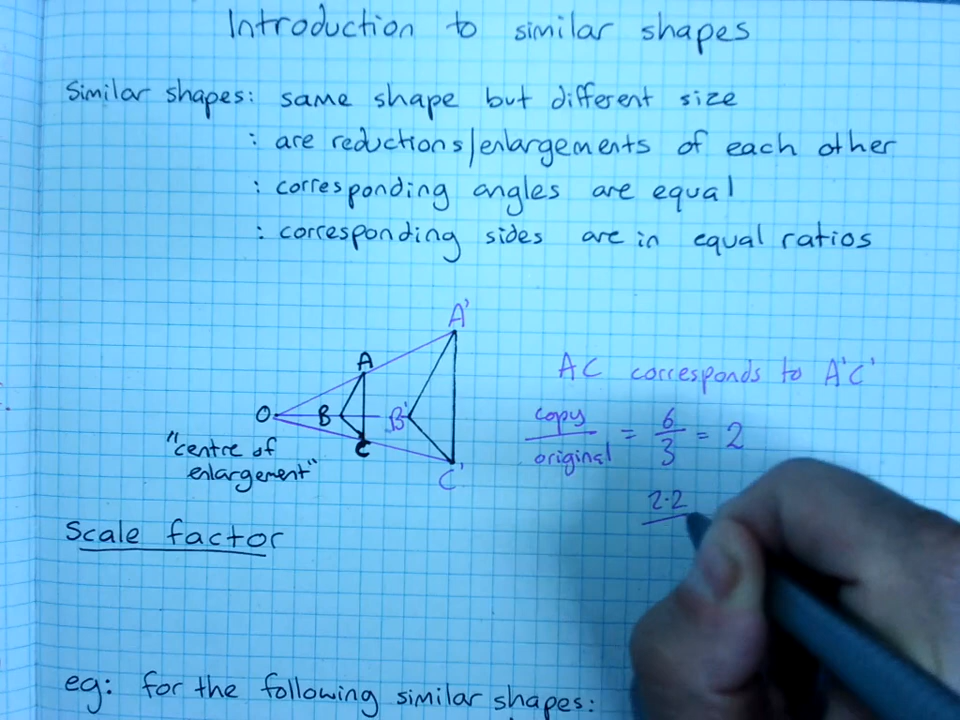 Introduction to similar shapes
Similar shapes: same shape but different size
: are reductions/enlargements of each other
: corresponding angles are equal
: corresponding sides are in equal ratios
A'
A
O B B'
C
C'
"centre of
enlargement"
AC corresponds to A'C'
copy/original = 6/3 = 2
2.2
Scale factor
eg: for the following similar shapes: